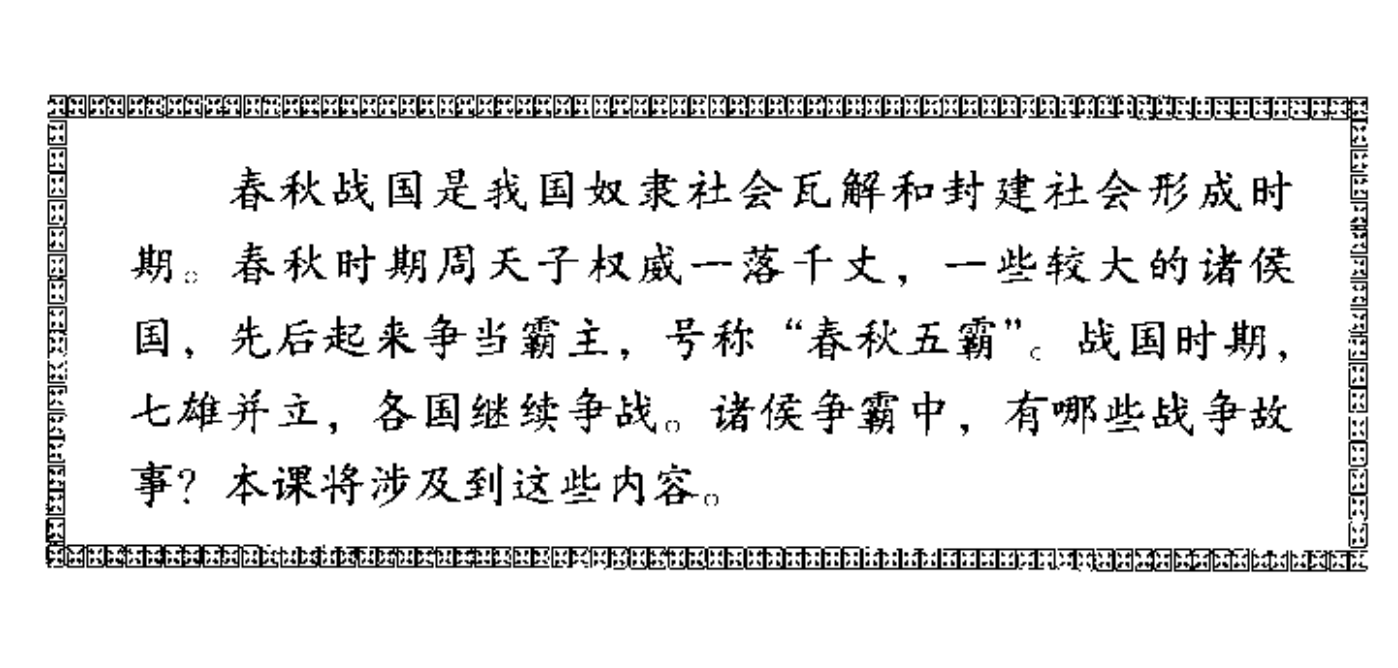 春秋战国是我国奴隶社会瓦解和封建社会形成时
期。春秋时期周天子权威一落千丈，一些较大的诸侯
国，先后起来争当霸主，号称“春秋五霸”。战国时期，
七雄并立，各国继续争战。诸侯争霸中，有哪些战争故
事？本课将涉及到这些内容。